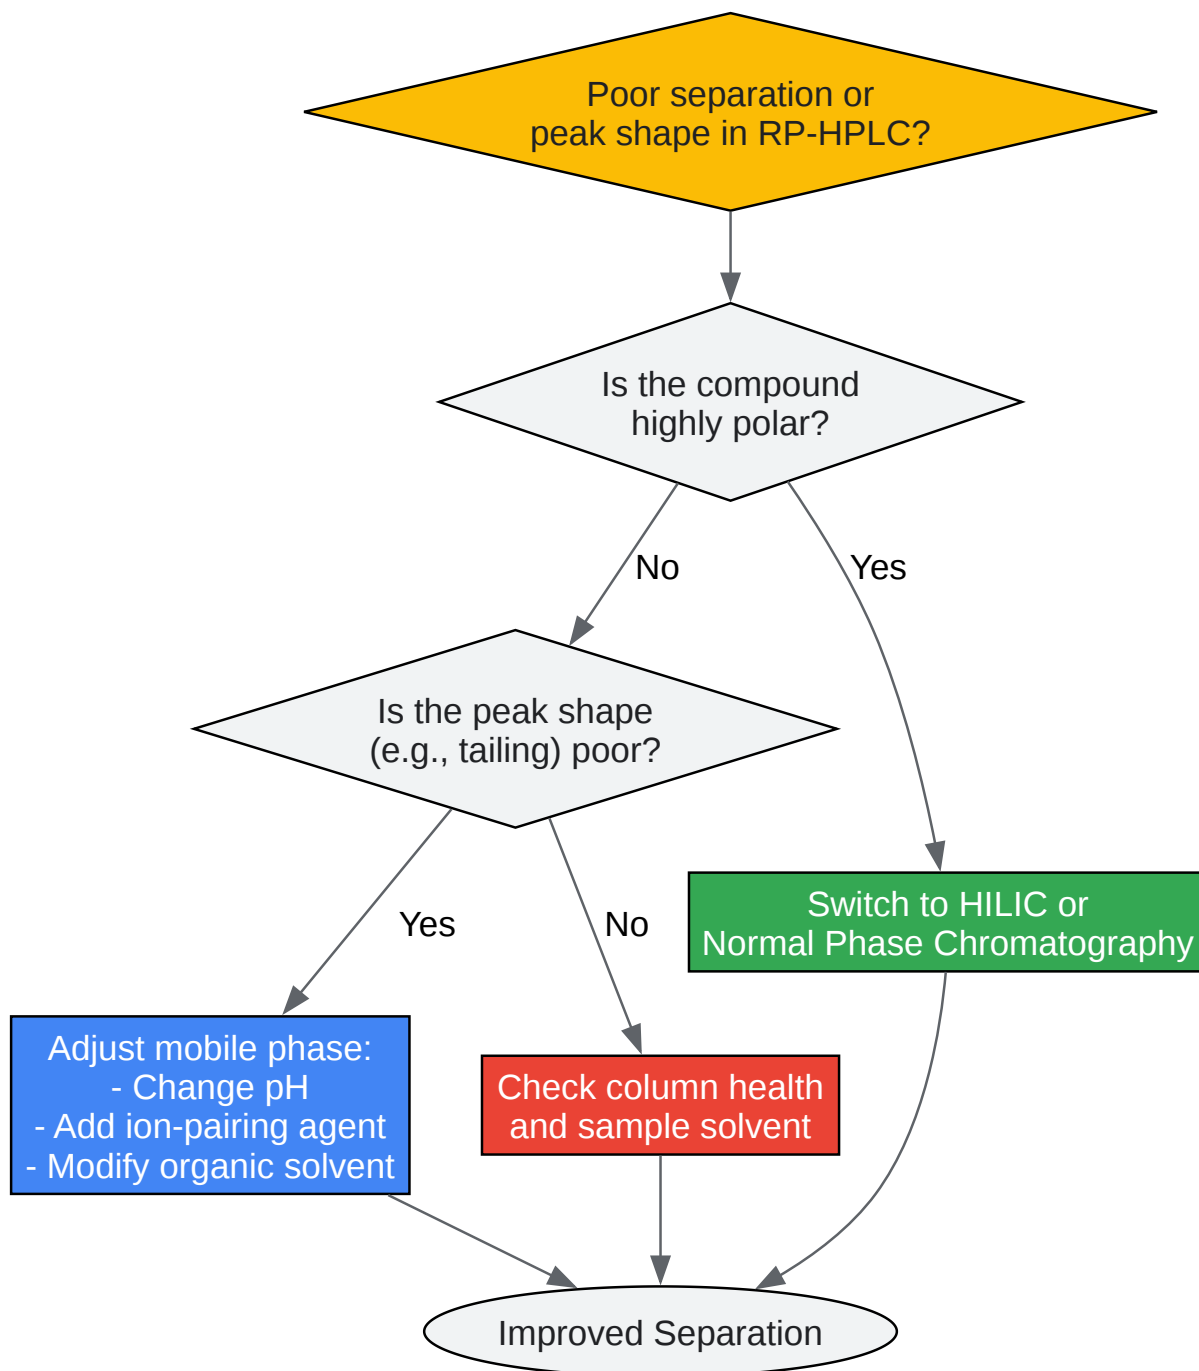 Poor separation or
peak shape in RP-HPLC?
Is the compound
highly polar?
No
Yes
Is the peak shape
(e.g., tailing) poor?
Yes
No
Switch to HILIC or
Normal Phase Chromatography
Adjust mobile phase:
- Change pH
- Add ion-pairing agent
- Modify organic solvent
Check column health
and sample solvent
Improved Separation